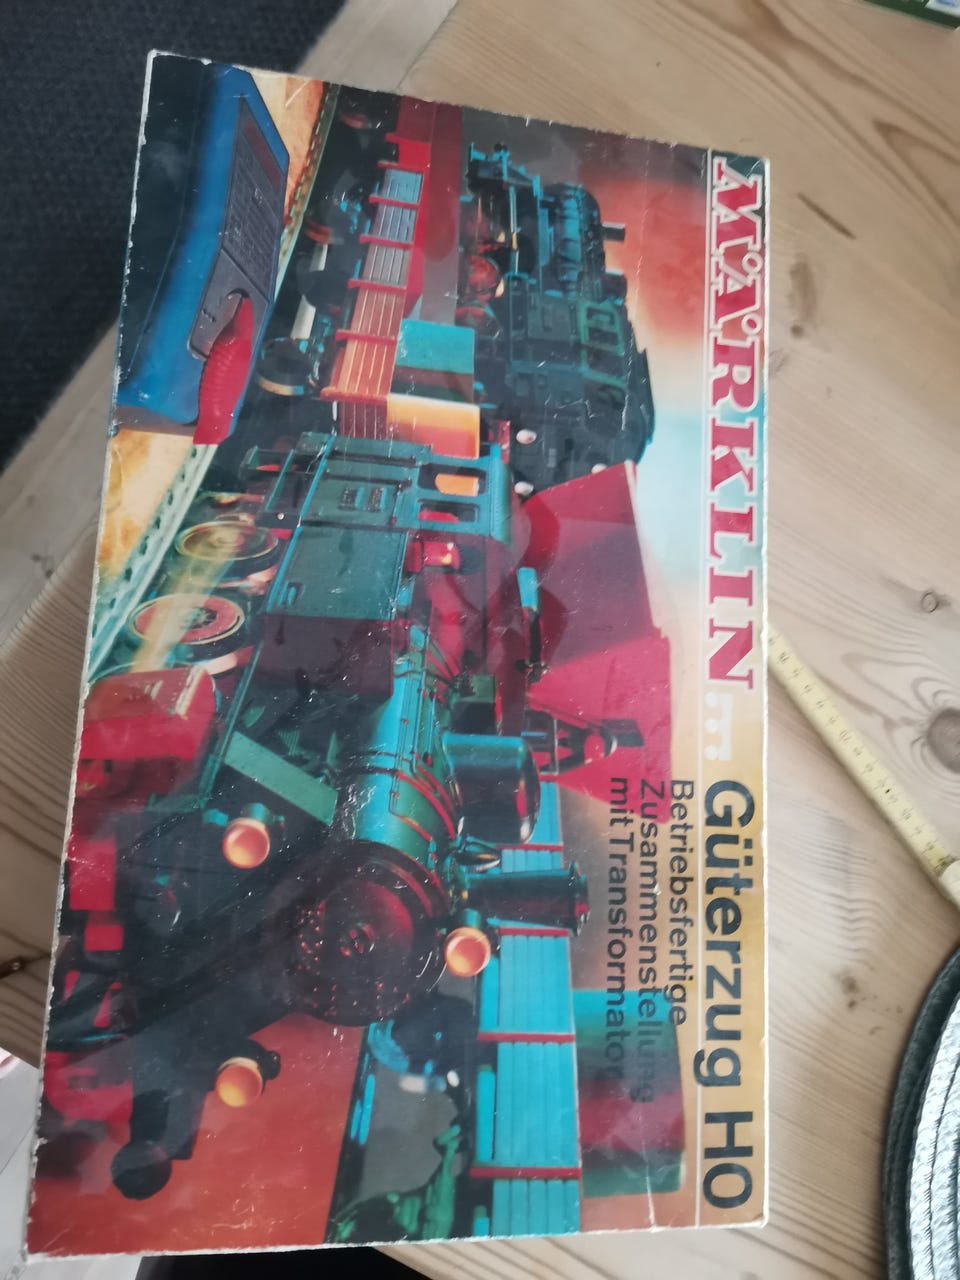 MÄRKLIN... Güterzug H0
Betriebsfertige
Zusammenstellung
mit Transformator